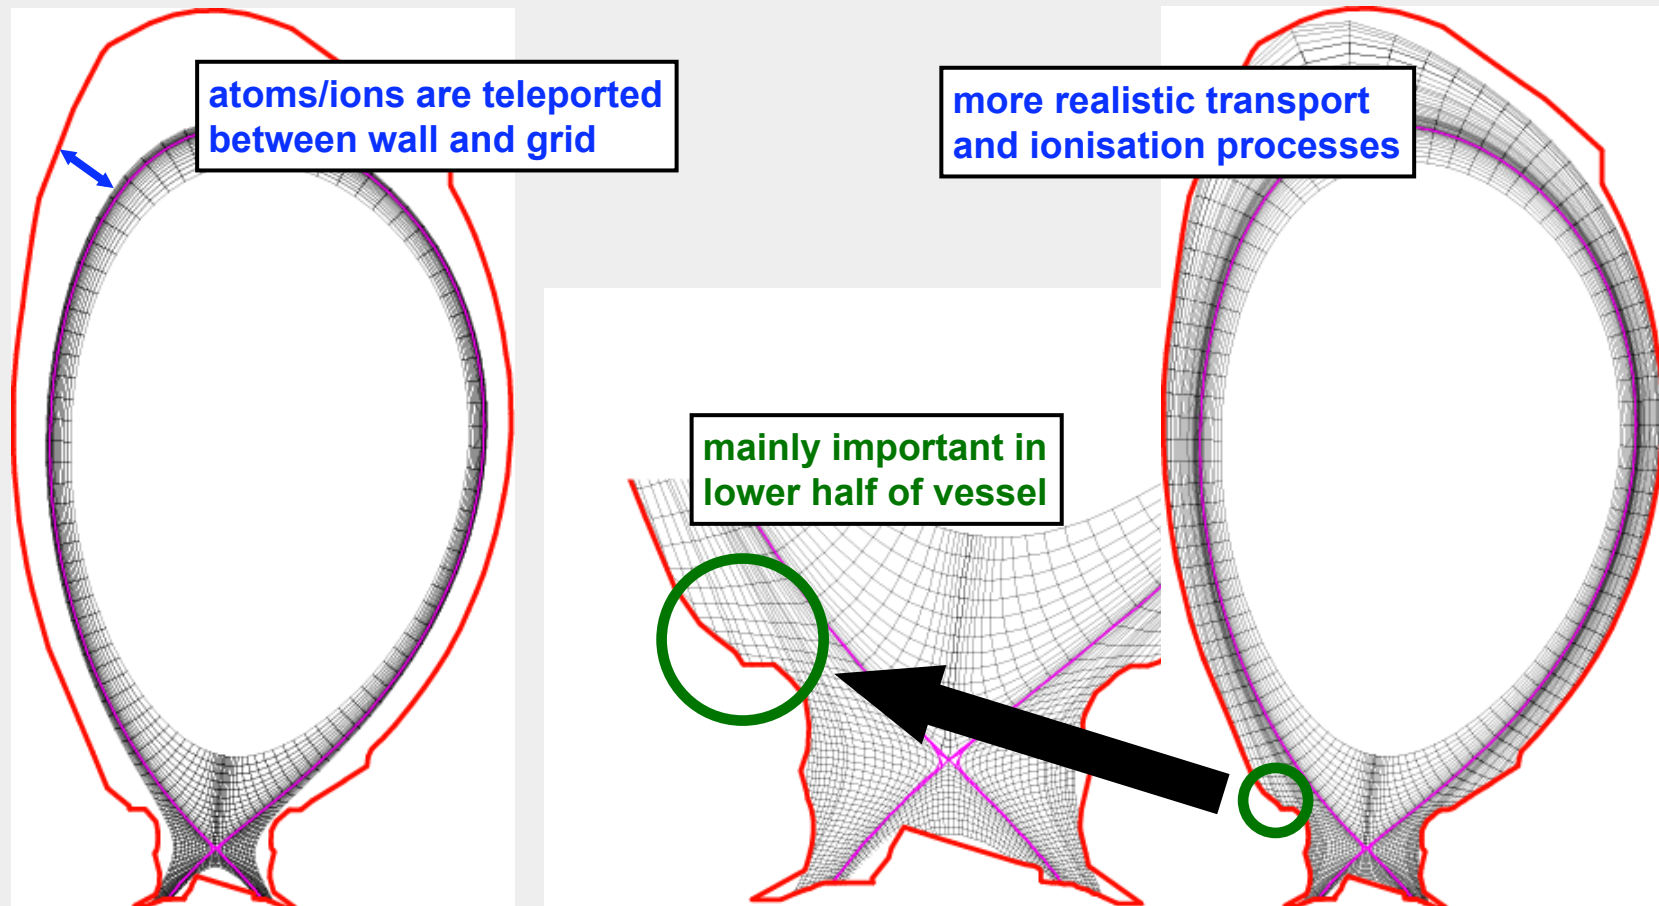 atoms/ions are teleported
between wall and grid
more realistic transport
and ionisation processes
mainly important in
lower half of vessel